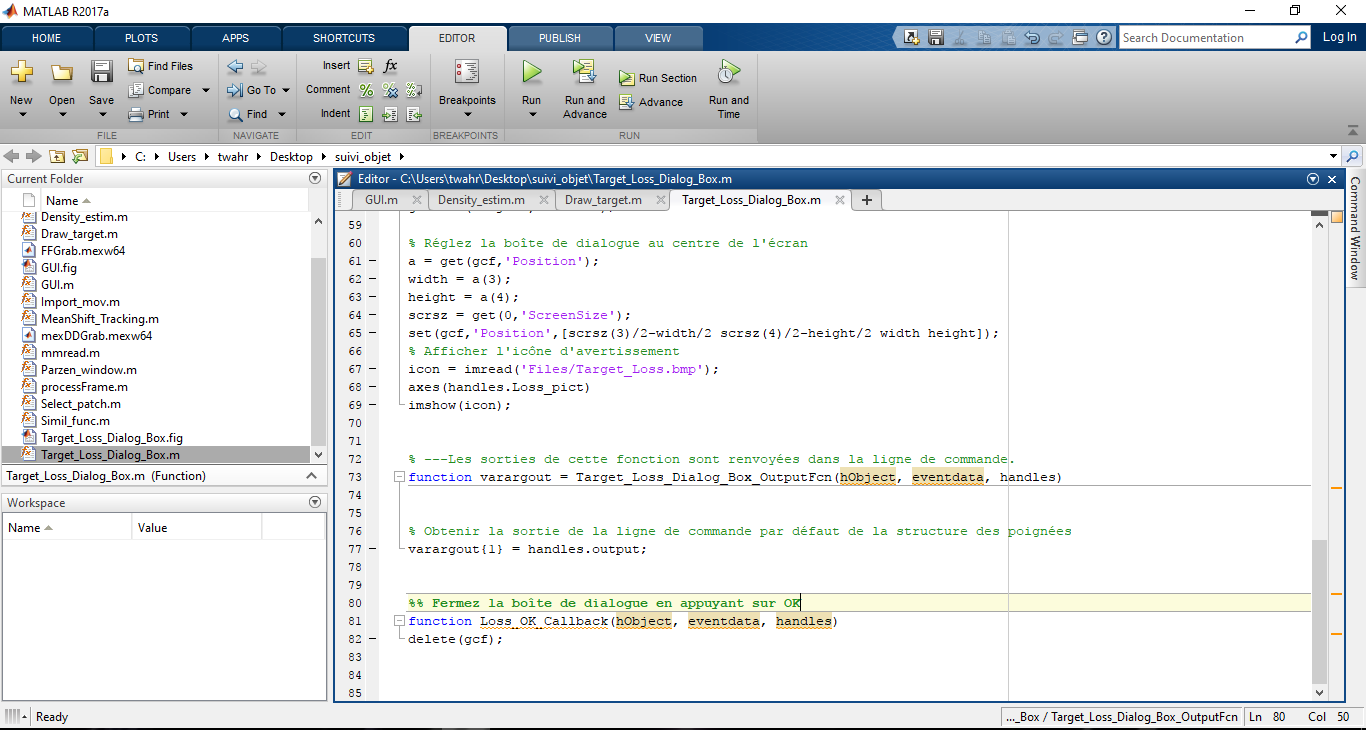 MATLAB R2017a
HOME PLOTS APPS SHORTCUTS EDITOR PUBLISH VIEW Search Documentation Log In
New Open Save Find Files Compare Print Go To Find Insert fx Comment Indent Breakpoints Run Run and Advance Run Section Advance Run and Time
FILE NAVIGATE EDIT BREAKPOINTS RUN
C: Users twahr Desktop suivi_objet
Current Folder
Name
Density_estim.m
Draw_target.m
FFGrab.mexw64
GUI.fig
GUI.m
Import_mov.m
MeanShift_Tracking.m
mexDDGrab.mexw64
mmread.m
Parzen_window.m
processFrame.m
Select_patch.m
Simil_func.m
Target_Loss_Dialog_Box.fig
Target_Loss_Dialog_Box.m
Target_Loss_Dialog_Box.m (Function)
Workspace
Name Value
Editor - C:\Users\twahr\Desktop\suivi_objet\Target_Loss_Dialog_Box.m
GUI.m Density_estim.m Draw_target.m Target_Loss_Dialog_Box.m
59
60 % Réglez la boîte de dialogue au centre de l'écran
61 – a = get(gcf,'Position');
62 – width = a(3);
63 – height = a(4);
64 – scrsz = get(0,'ScreenSize');
65 – set(gcf,'Position',[scrsz(3)/2-width/2 scrsz(4)/2-height/2 width height]);
66 % Afficher l'icône d'avertissement
67 – icon = imread('Files/Target_Loss.bmp');
68 – axes(handles.Loss_pict)
69 – imshow(icon);
70
71
72 % ---Les sorties de cette fonction sont renvoyées dans la ligne de commande.
73 function varargout = Target_Loss_Dialog_Box_OutputFcn(hObject, eventdata, handles)
74
75
76 % Obtenir la sortie de la ligne de commande par défaut de la structure des poignées
77 – varargout{1} = handles.output;
78
79
80 %% Fermez la boîte de dialogue en appuyant sur OK
81 function Loss_OK_Callback(hObject, eventdata, handles)
82 – delete(gcf);
83
84
85
Command Window
Ready
..._Box / Target_Loss_Dialog_Box_OutputFcn Ln 80 Col 50